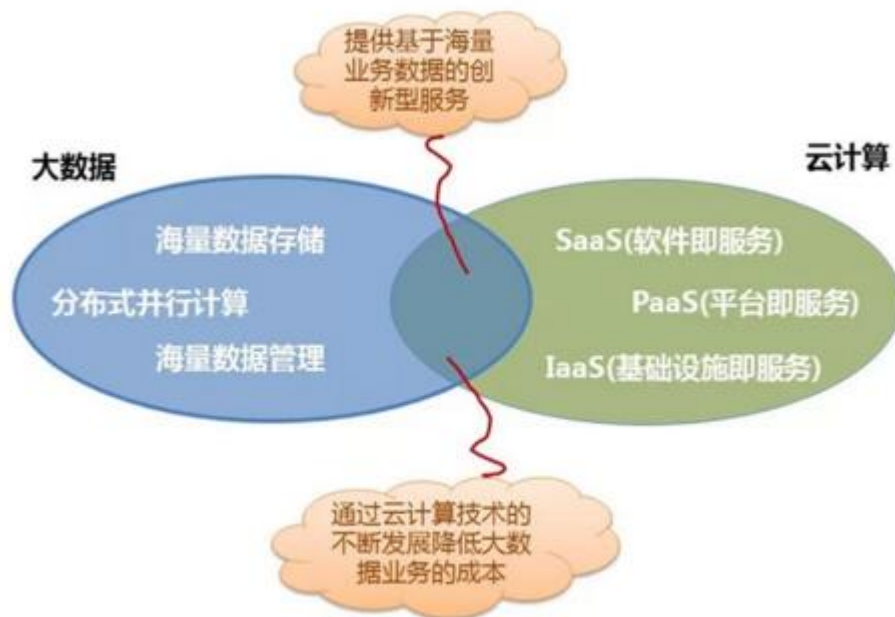 提供基于海量
业务数据的创
新型服务
大数据
云计算
海量数据存储
分布式并行计算
海量数据管理
SaaS(软件即服务)
PaaS(平台即服务)
IaaS(基础设施即服务)
通过云计算技术的
不断发展降低大数
据业务的成本